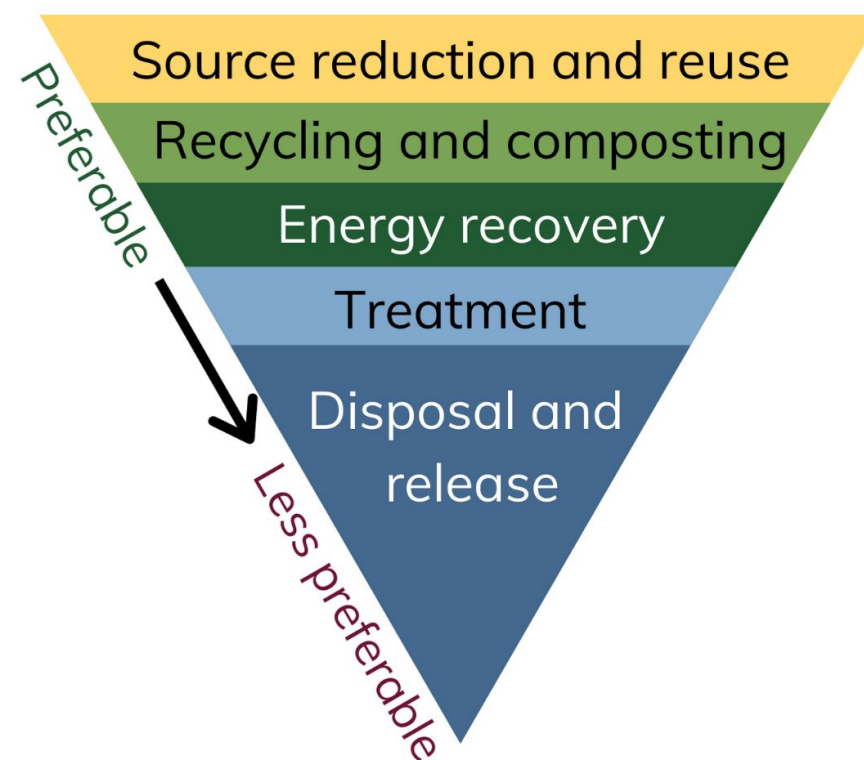 Source reduction and reuse
Recycling and composting
Energy recovery
Treatment
Disposal and
release
Preferable
Less preferable